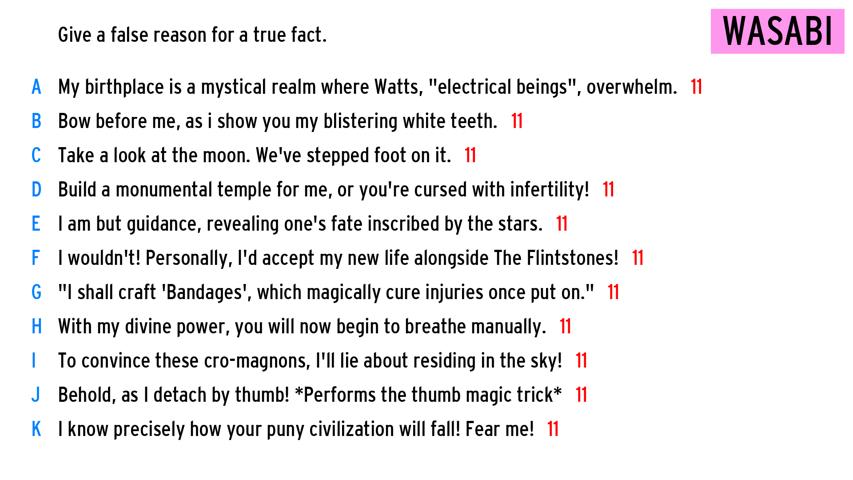 Give a false reason for a true fact.
WASABI
A My birthplace is a mystical realm where Watts, "electrical beings", overwhelm. 11
B Bow before me, as i show you my blistering white teeth. 11
C Take a look at the moon. We've stepped foot on it. 11
D Build a monumental temple for me, or you're cursed with infertility! 11
E I am but guidance, revealing one's fate inscribed by the stars. 11
F I wouldn't! Personally, I'd accept my new life alongside The Flintstones! 11
G "I shall craft 'Bandages', which magically cure injuries once put on." 11
H With my divine power, you will now begin to breathe manually. 11
I To convince these cro-magnons, I'll lie about residing in the sky! 11
J Behold, as I detach by thumb! *Performs the thumb magic trick* 11
K I know precisely how your puny civilization will fall! Fear me! 11